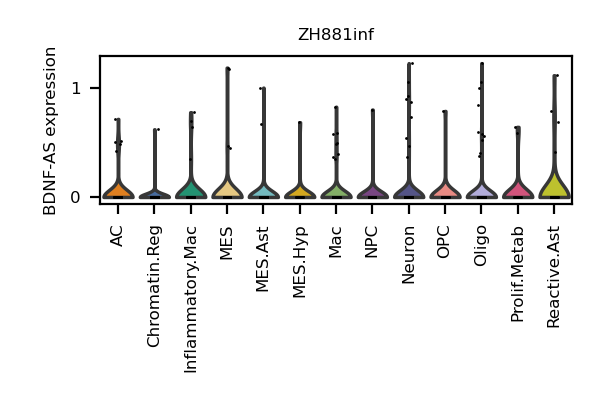 ZH881inf
BDNF-AS expression
1
0
AC
Chromatin.Reg
Inflammatory.Mac
MES
MES.Ast
MES.Hyp
Mac
NPC
Neuron
OPC
Oligo
Prolif.Metab
Reactive.Ast